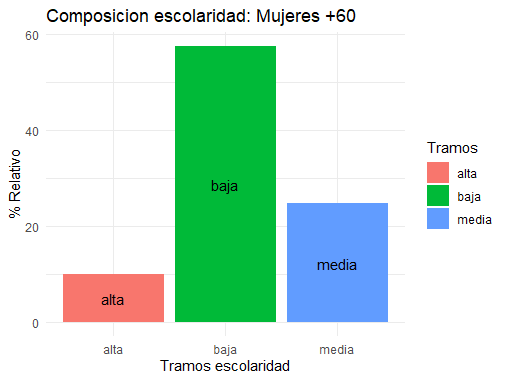 Composicion escolaridad: Mujeres +60
60
40
20
0
% Relativo
alta
baja
media
alta
baja
media
Tramos escolaridad
Tramos
alta
baja
media